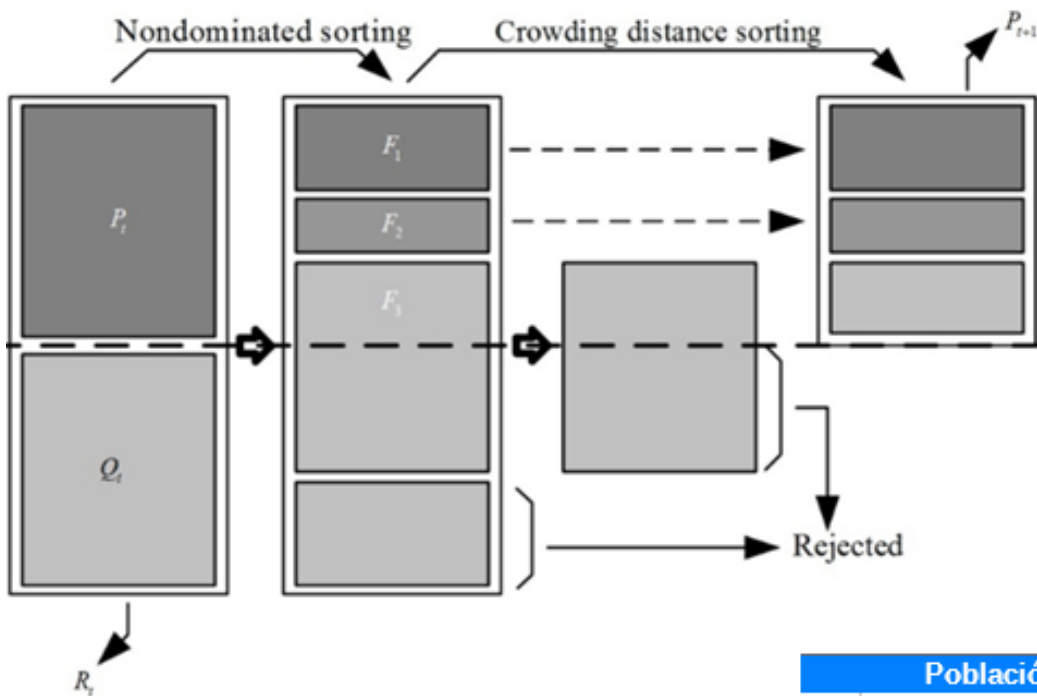 Nondominated sorting
Crowding distance sorting
P_{t+1}
P_t
F_1
F_2
F_3
Q_t
Rejected
R_t
Població